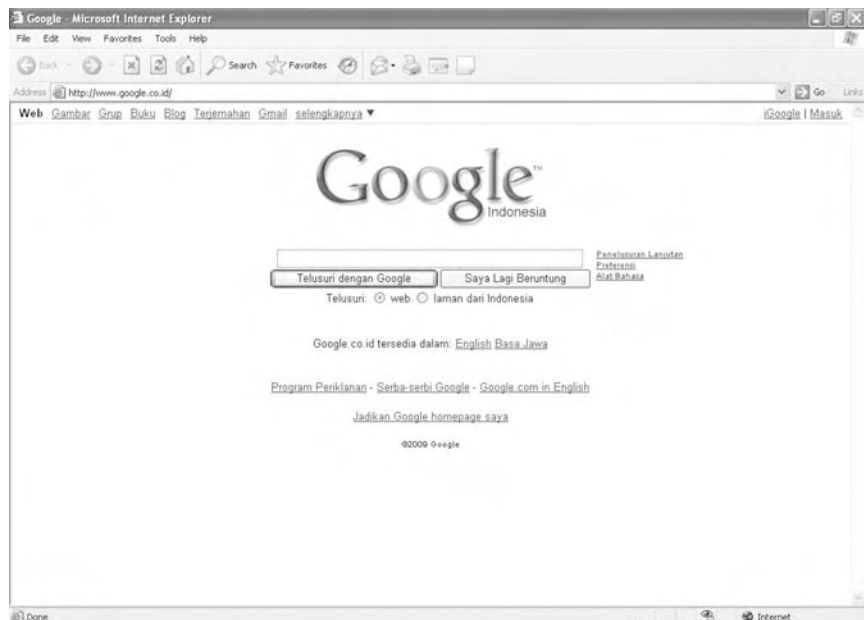 Google - Microsoft Internet Explorer
File Edit View Favorites Tools Help
Back Search Favorites
Address http://www.google.co.id/ Go Links
Web Gambar Grup Buku Blog Terjemahan Gmail selengkapnya ▼ iGoogle | Masuk
Google™
Indonesia
Penelusuran Lanjutan
Preferensi
Telusuri dengan Google Saya Lagi Beruntung Alat Bahasa
Telusuri: web laman dari Indonesia
Google.co.id tersedia dalam: English Basa Jawa
Program Periklanan - Serba-serbi Google - Google.com in English
Jadikan Google homepage saya
©2009 Google
Done Internet